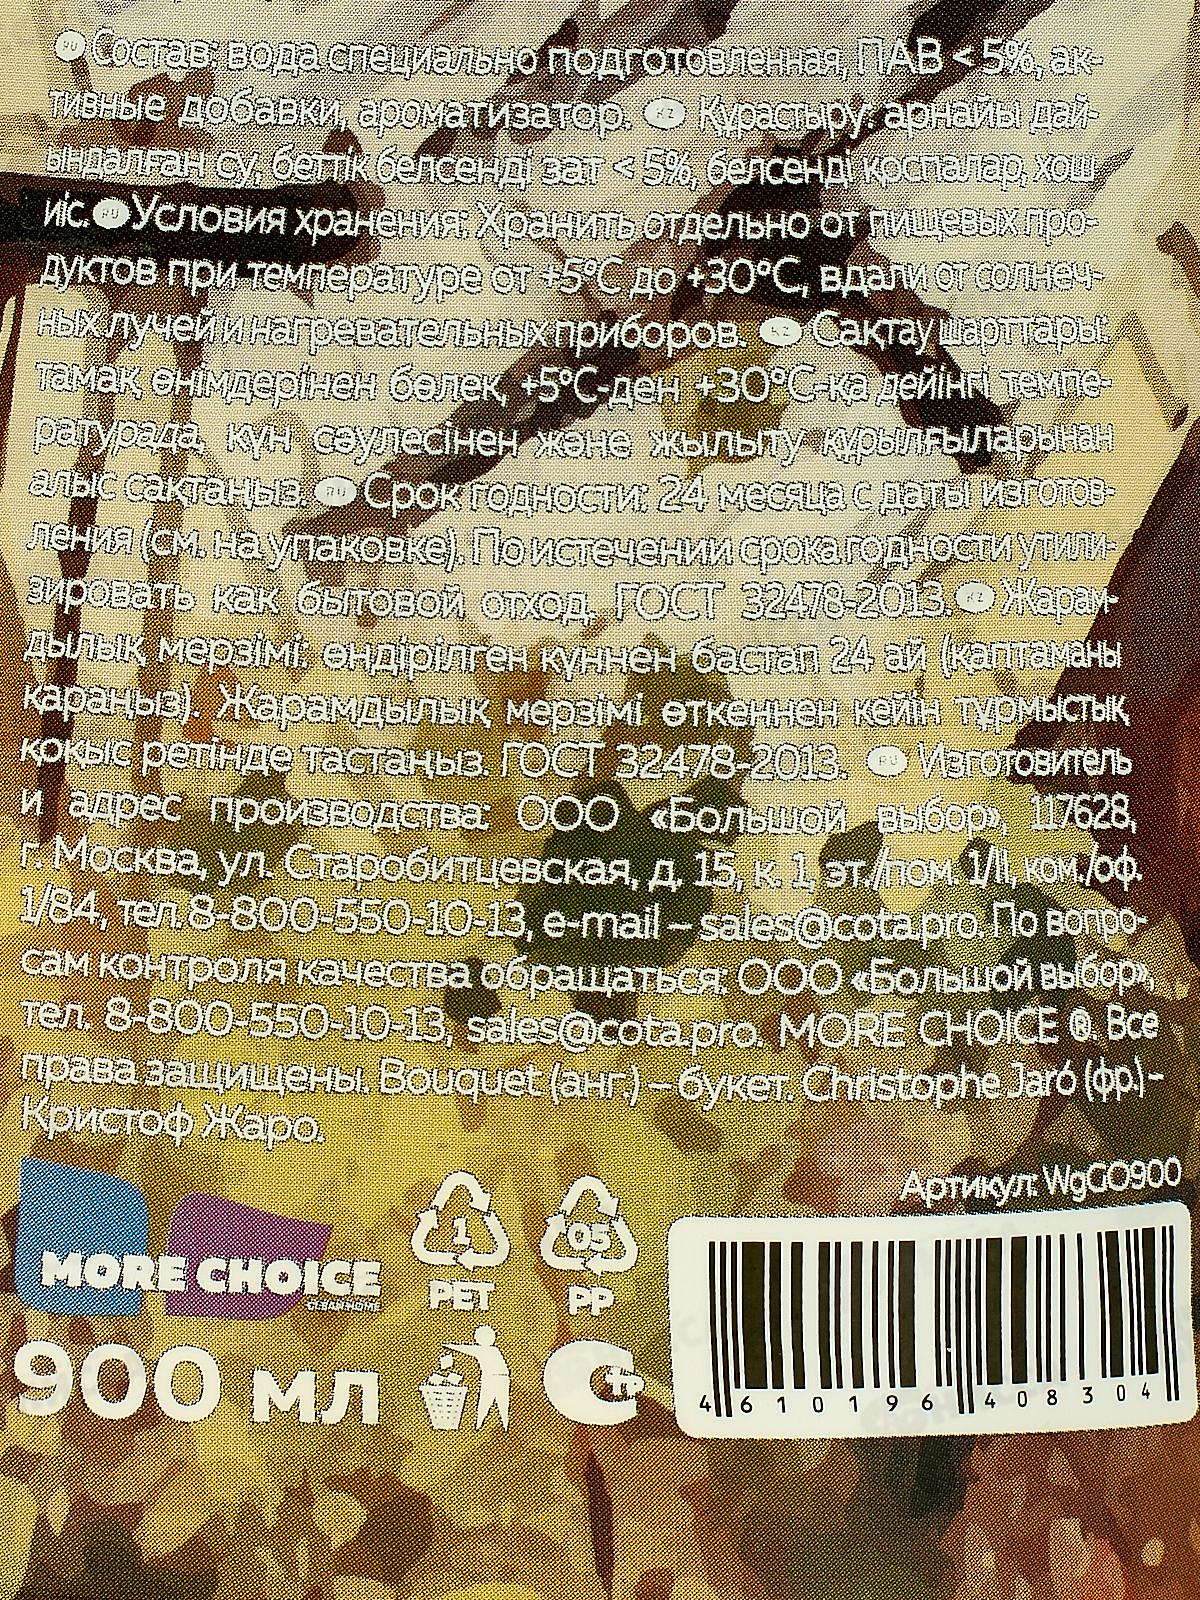 RU Состав: вода специально подготовленная, ПАВ < 5%, ак-
тивные добавки, ароматизатор. KZ Құрастыру: арнайы дай-
ындалған су, беттік белсенді зат < 5%, белсенді қоспалар, хош
иіс. RU Условия хранения: Хранить отдельно от пищевых про-
дуктов при температуре от +5°С до +30°С, вдали от солнеч-
ных лучей и нагревательных приборов. KZ Сақтау шарттары:
тамақ өнімдерінен бөлек, +5°С-ден +30°С-қа дейінгі темпе-
ратурада, күн сәулесінен және жылыту құрылғыларынан
алыс сақтаңыз. RU Срок годности: 24 месяца с даты изготов-
ления (см. на упаковке). По истечении срока годности утили-
зировать как бытовой отход. ГОСТ 32478-2013. KZ Жарам-
дылық мерзімі: өндірілген күннен бастап 24 ай (қаптаманы
қараңыз). Жарамдылық мерзімі өткеннен кейін тұрмыстық
қоқыс ретінде тастаңыз. ГОСТ 32478-2013. RU Изготовитель
и адрес производства: ООО «Большой выбор», 117628,
г. Москва, ул. Старобитцевская, д. 15, к. 1, эт./пом. 1/II, ком./оф.
1/84, тел.8-800-550-10-13, e-mail – sales@cota.pro. По вопро-
сам контроля качества обращаться: ООО «Большой выбор»,
тел. 8-800-550-10-13, sales@cota.pro. MORE CHOICE ®. Все
права защищены. Bouquet (анг.) – букет. Christophe Jaró (фр.) –
Кристоф Жаро.
Артикул: WgCO900
MORE CHOICE
CLEAN HOME
1
PET
05
PP
900 мл
СТР
4 610196 408304